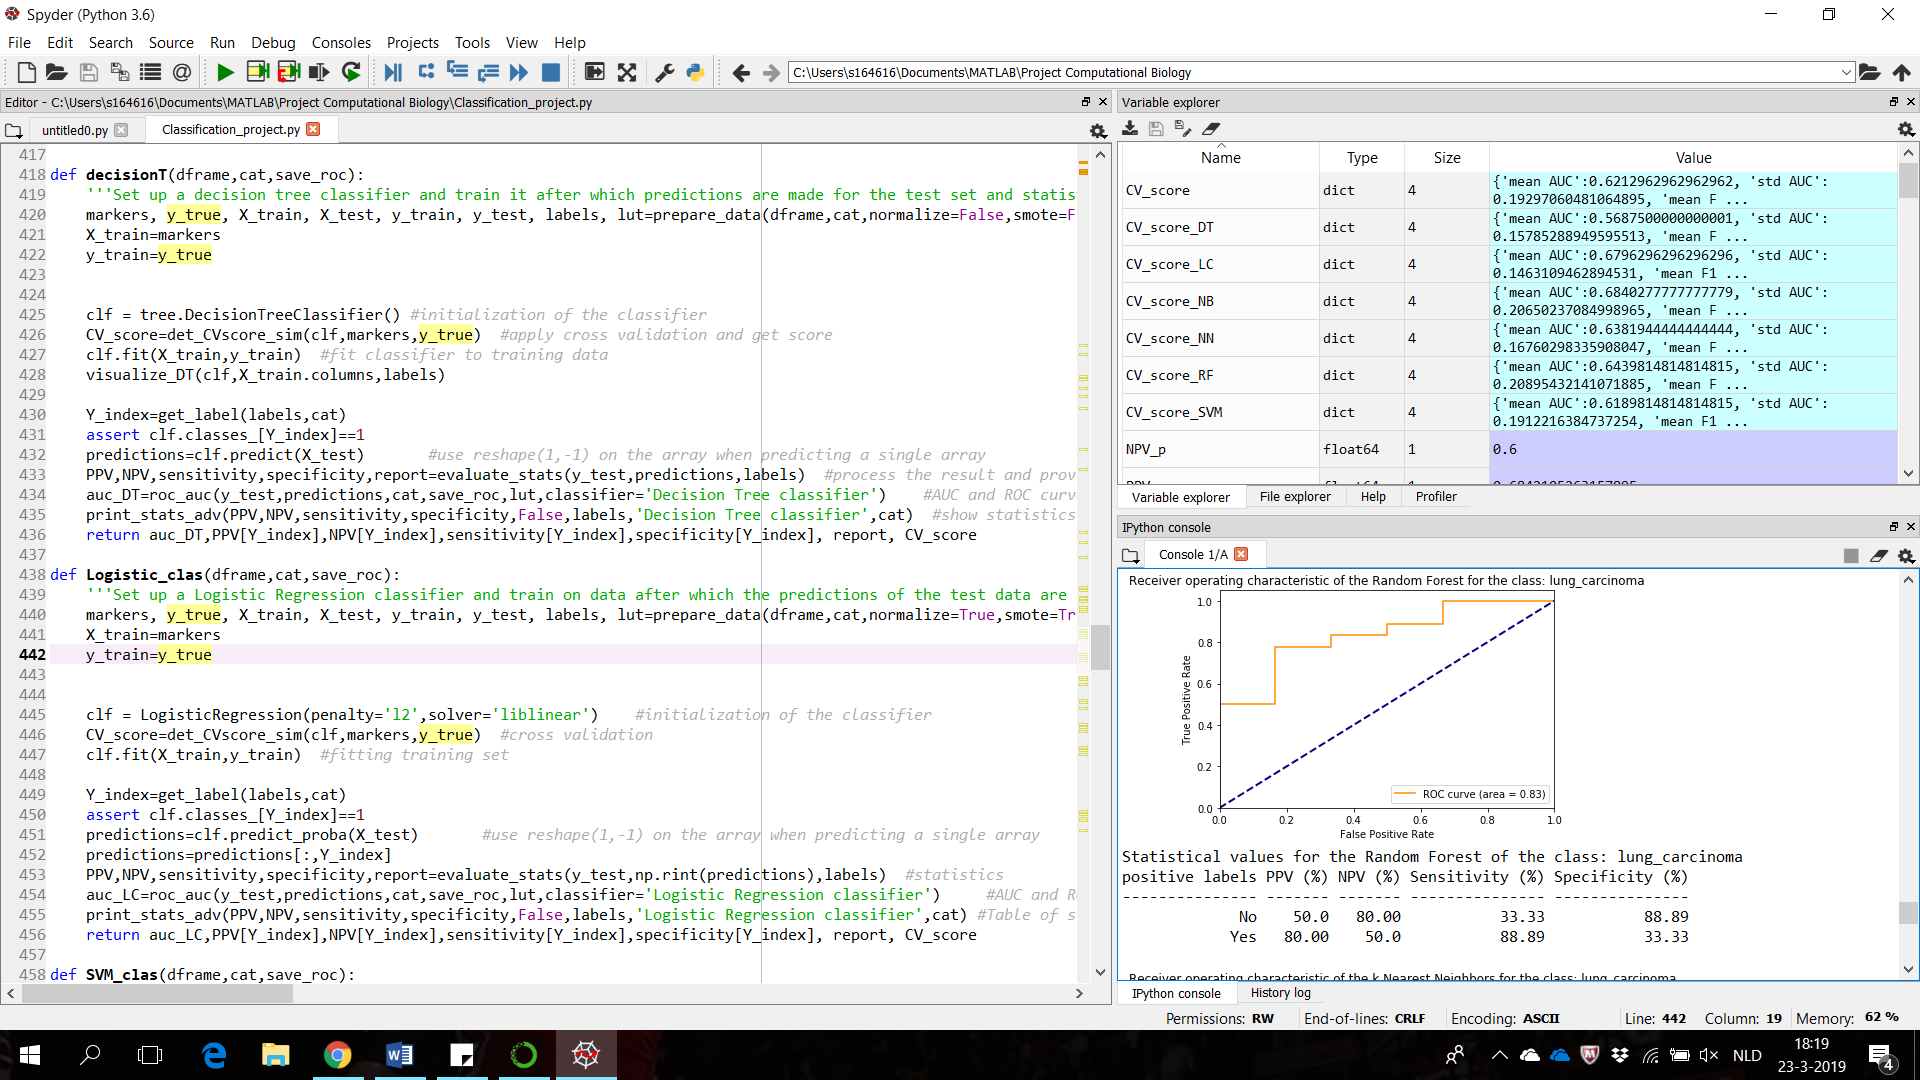 Spyder (Python 3.6)
File Edit Search Source Run Debug Consoles Projects Tools View Help
C:\Users\s164616\Documents\MATLAB\Project Computational Biology
Editor - C:\Users\s164616\Documents\MATLAB\Project Computational Biology\Classification_project.py
untitled0.py Classification_project.py
417
418 def decisionT(dframe,cat,save_roc):
419 '''Set up a decision tree classifier and train it after which predictions are made for the test set and statis
420 markers, y_true, X_train, X_test, y_train, y_test, labels, lut=prepare_data(dframe,cat,normalize=False,smote=F
421 X_train=markers
422 y_train=y_true
423
424
425 clf = tree.DecisionTreeClassifier() #initialization of the classifier
426 CV_score=det_CVscore_sim(clf,markers,y_true) #apply cross validation and get score
427 clf.fit(X_train,y_train) #fit classifier to training data
428 visualize_DT(clf,X_train.columns,labels)
429
430 Y_index=get_label(labels,cat)
431 assert clf.classes_[Y_index]==1
432 predictions=clf.predict(X_test) #use reshape(1,-1) on the array when predicting a single array
433 PPV,NPV,sensitivity,specificity,report=evaluate_stats(y_test,predictions,labels) #process the result and prov
434 auc_DT=roc_auc(y_test,predictions,cat,save_roc,lut,classifier='Decision Tree classifier') #AUC and ROC curv
435 print_stats_adv(PPV,NPV,sensitivity,specificity,False,labels,'Decision Tree classifier',cat) #show statistics
436 return auc_DT,PPV[Y_index],NPV[Y_index],sensitivity[Y_index],specificity[Y_index], report, CV_score
437
438 def Logistic_clas(dframe,cat,save_roc):
439 '''Set up a Logistic Regression classifier and train on data after which the predictions of the test data are
440 markers, y_true, X_train, X_test, y_train, y_test, labels, lut=prepare_data(dframe,cat,normalize=True,smote=Tr
441 X_train=markers
442 y_train=y_true
443
444
445 clf = LogisticRegression(penalty='l2',solver='liblinear') #initialization of the classifier
446 CV_score=det_CVscore_sim(clf,markers,y_true) #cross validation
447 clf.fit(X_train,y_train) #fitting training set
448
449 Y_index=get_label(labels,cat)
450 assert clf.classes_[Y_index]==1
451 predictions=clf.predict_proba(X_test) #use reshape(1,-1) on the array when predicting a single array
452 predictions=predictions[:,Y_index]
453 PPV,NPV,sensitivity,specificity,report=evaluate_stats(y_test,np.rint(predictions),labels) #statistics
454 auc_LC=roc_auc(y_test,predictions,cat,save_roc,lut,classifier='Logistic Regression classifier') #AUC and R
455 print_stats_adv(PPV,NPV,sensitivity,specificity,False,labels,'Logistic Regression classifier',cat) #Table of s
456 return auc_LC,PPV[Y_index],NPV[Y_index],sensitivity[Y_index],specificity[Y_index], report, CV_score
457
458 def SVM_clas(dframe,cat,save_roc):
Variable explorer
Name Type Size Value
CV_score dict 4 {'mean AUC':0.6212962962962962, 'std AUC':
0.19297060481064895, 'mean F ...
CV_score_DT dict 4 {'mean AUC':0.5687500000000001, 'std AUC':
0.15785288949595513, 'mean F ...
CV_score_LC dict 4 {'mean AUC':0.6796296296296296, 'std AUC':
0.1463109462894531, 'mean F1 ...
CV_score_NB dict 4 {'mean AUC':0.6840277777777779, 'std AUC':
0.20650237084998965, 'mean F ...
CV_score_NN dict 4 {'mean AUC':0.6381944444444444, 'std AUC':
0.16760298335908047, 'mean F ...
CV_score_RF dict 4 {'mean AUC':0.6439814814814815, 'std AUC':
0.20895432141071885, 'mean F ...
CV_score_SVM dict 4 {'mean AUC':0.6189814814814815, 'std AUC':
0.1912216384737254, 'mean F1 ...
NPV_p float64 1 0.6
Variable explorer File explorer Help Profiler
IPython console
Console 1/A
Receiver operating characteristic of the Random Forest for the class: lung_carcinoma
1.0
0.8
0.6
0.4
0.2
0.0
True Positive Rate
ROC curve (area = 0.83)
0.0 0.2 0.4 0.6 0.8 1.0
False Positive Rate
Statistical values for the Random Forest of the class: lung_carcinoma
positive labels PPV (%) NPV (%) Sensitivity (%) Specificity (%)
--------------- ------- ------- --------------- ---------------
No 50.0 80.00 33.33 88.89
Yes 80.00 50.0 88.89 33.33
Receiver operating characteristic of the k Nearest Neighbors for the class: lung_carcinoma
IPython console History log
Permissions: RW End-of-lines: CRLF Encoding: ASCII Line: 442 Column: 19 Memory: 62 %
NLD
18:19
23-3-2019
4